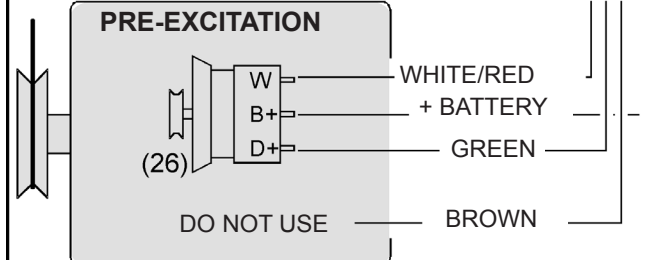 PRE-EXCITATION
W WHITE/RED
B+ + BATTERY
D+ GREEN
(26)
DO NOT USE BROWN